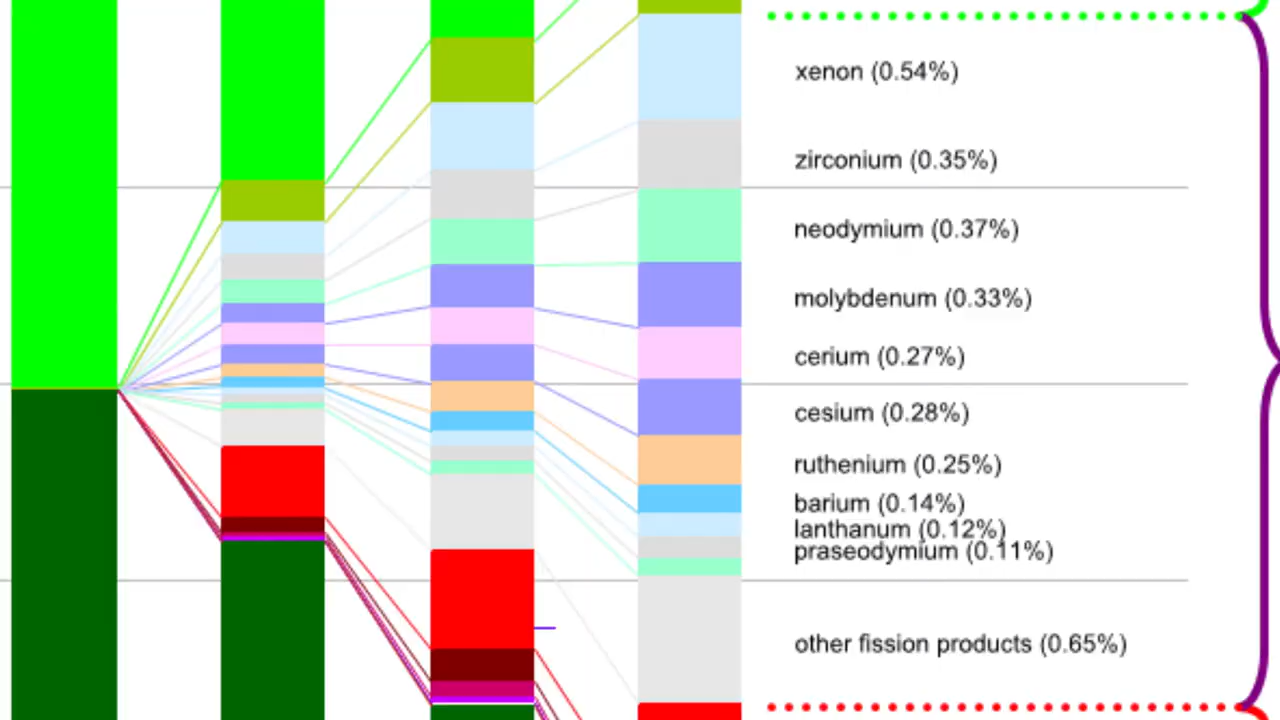 xenon (0.54%)
zirconium (0.35%)
neodymium (0.37%)
molybdenum (0.33%)
cerium (0.27%)
cesium (0.28%)
ruthenium (0.25%)
barium (0.14%)
lanthanum (0.12%)
praseodymium (0.11%)
other fission products (0.65%)